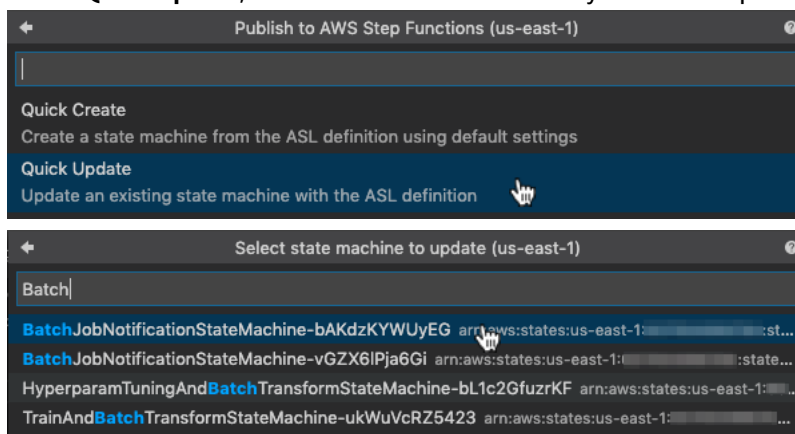 Publish to AWS Step Functions (us-east-1)
Quick Create
Create a state machine from the ASL definition using default settings
Quick Update
Update an existing state machine with the ASL definition
Select state machine to update (us-east-1)
Batch
BatchJobNotificationStateMachine-bAKdzKYWUyEG arn:aws:states:us-east-1: :st...
BatchJobNotificationStateMachine-vGZX6lPja6Gi arn:aws:states:us-east-1: :state...
HyperparamTuningAndBatchTransformStateMachine-bL1c2GfuzrKF arn:aws:states:us-east-1: ...
TrainAndBatchTransformStateMachine-ukWuVcRZ5423 arn:aws:states:us-east-1: ...